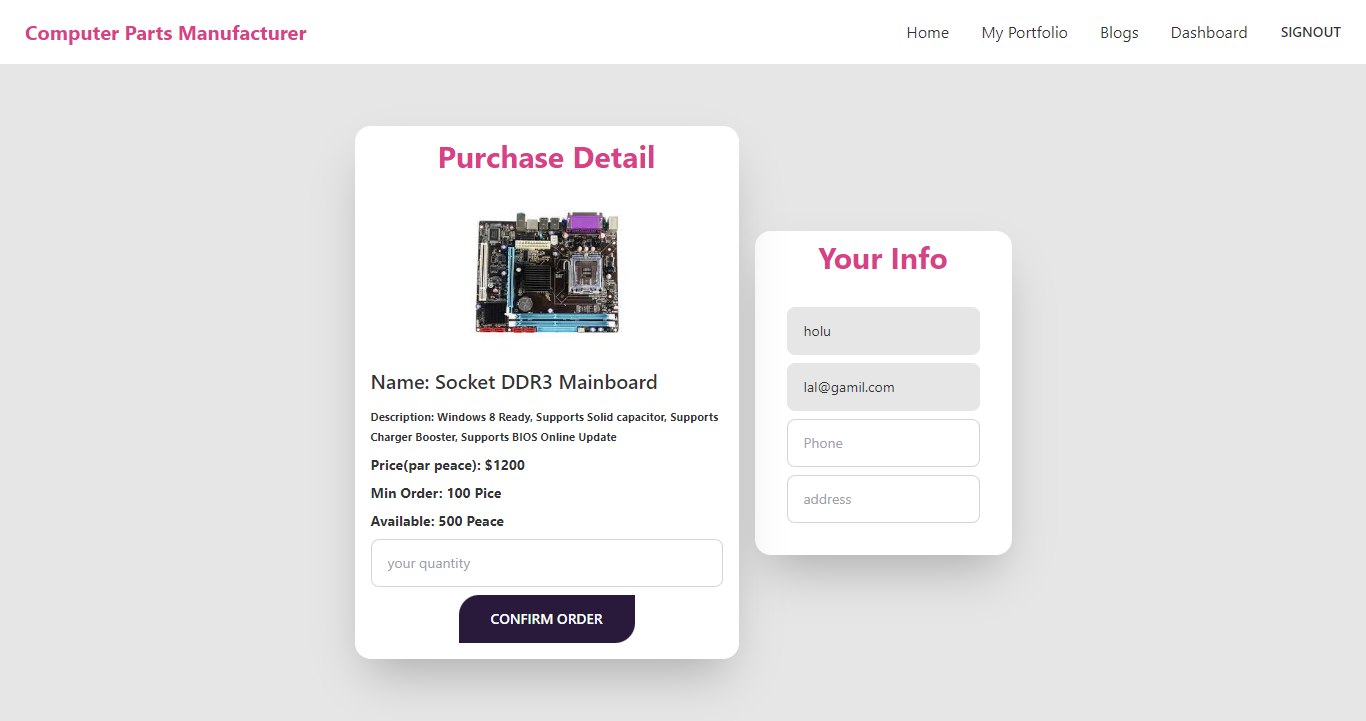 Computer Parts Manufacturer
Home
My Portfolio
Blogs
Dashboard
SIGNOUT
Purchase Detail
Name: Socket DDR3 Mainboard
Description: Windows 8 Ready, Supports Solid capacitor, Supports
Charger Booster, Supports BIOS Online Update
Price(par peace): $1200
Min Order: 100 Pice
Available: 500 Peace
your quantity
CONFIRM ORDER
Your Info
holu
lal@gamil.com
Phone
address